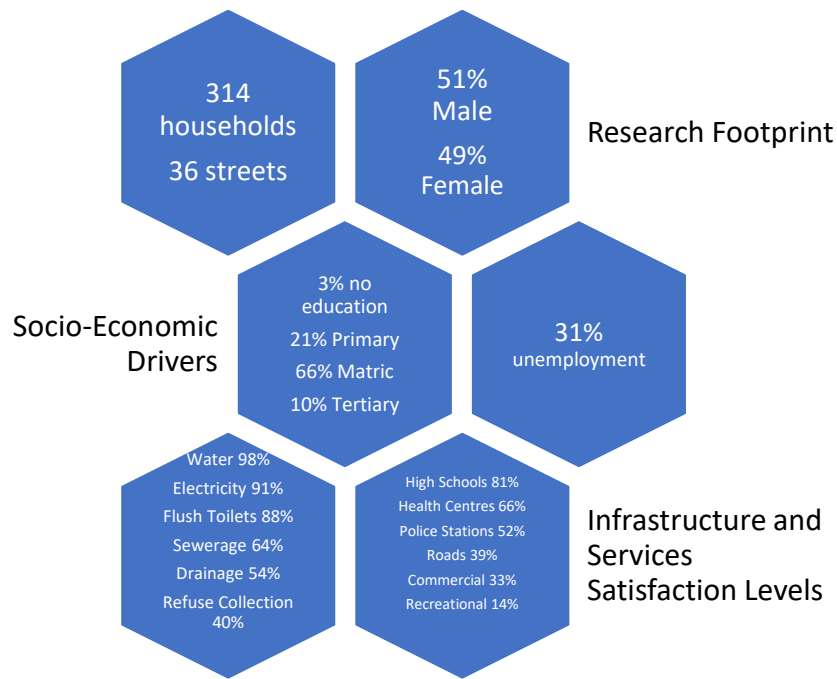 314
households
36 streets
51%
Male
49%
Female
Research Footprint
Socio-Economic
Drivers
3% no
education
21% Primary
66% Matric
10% Tertiary
31%
unemployment
Water 98%
Electricity 91%
Flush Toilets 88%
Sewerage 64%
Drainage 54%
Refuse Collection
40%
High Schools 81%
Health Centres 66%
Police Stations 52%
Roads 39%
Commercial 33%
Recreational 14%
Infrastructure and
Services
Satisfaction Levels